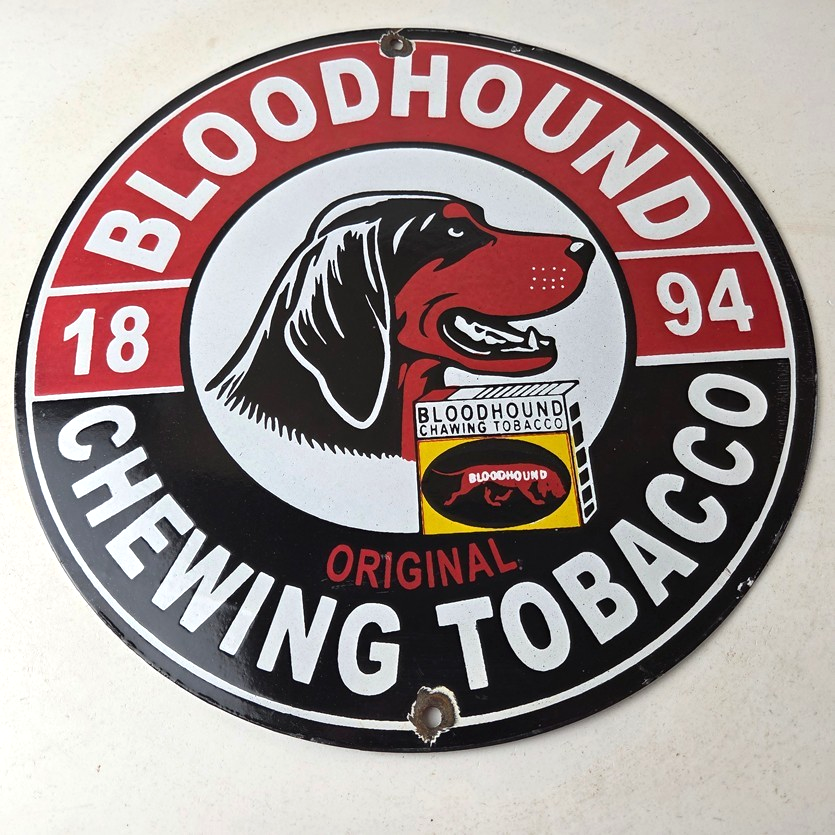 BLOODHOUND
18 94
BLOODHOUND
CHAWING TOBACCO
BLOODHOUND
ORIGINAL
CHEWING TOBACCO